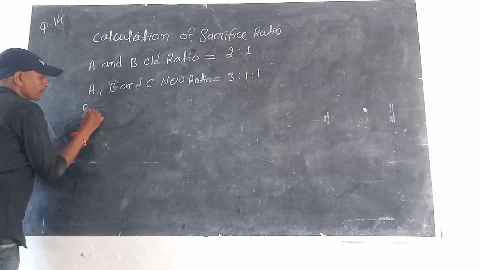 Q. 14
Calculation of Sacrifice Ratio
A and B Old Ratio = 2:1
A, B and C New Ratio = 3:1:1